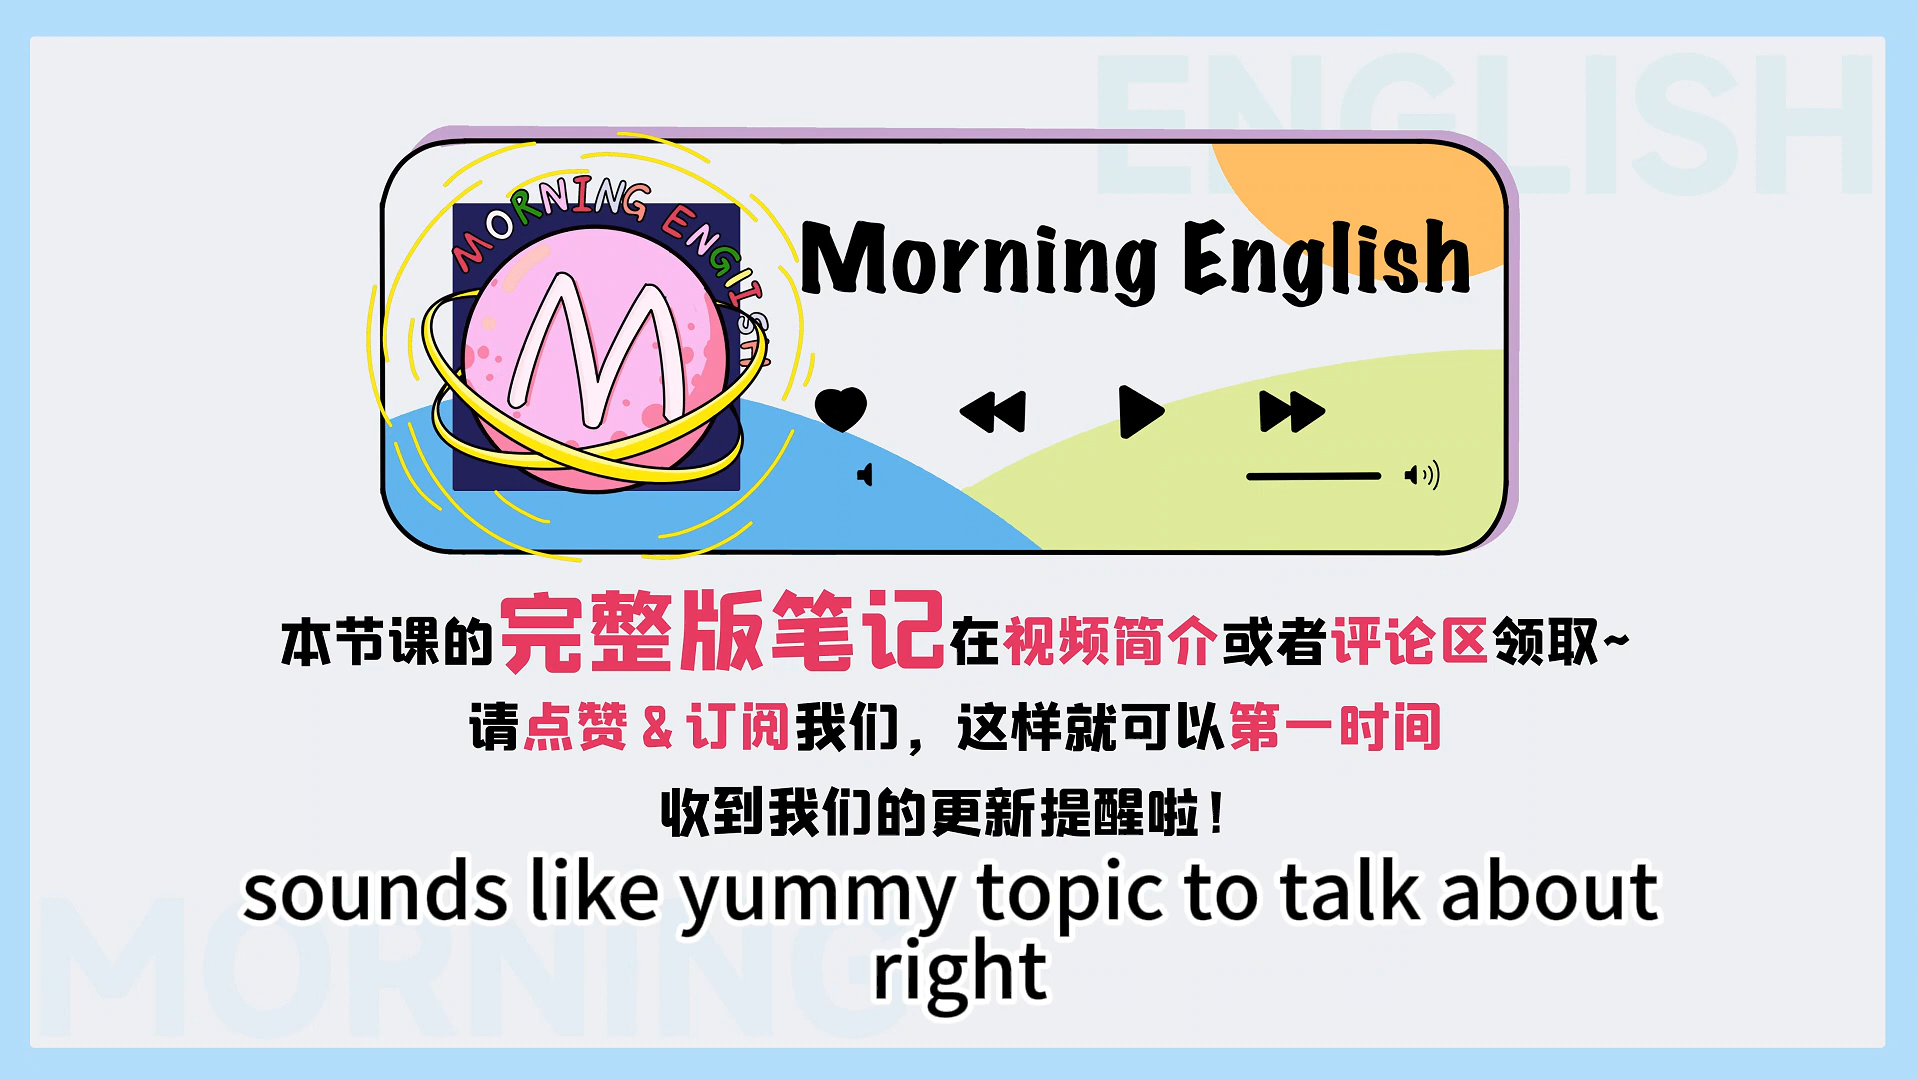 ENGLISH
MORNING ENGLISH
M
Morning English
本节课的完整版笔记在视频简介或者评论区领取~
请点赞&订阅我们，这样就可以第一时间
收到我们的更新提醒啦！
sounds like yummy topic to talk about
right
MORNING